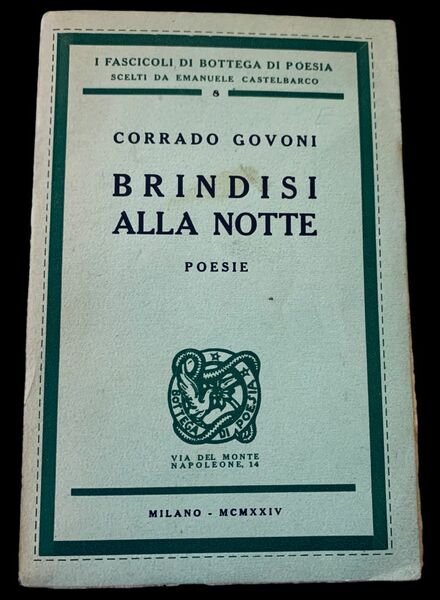 I FASCICOLI DI BOTTEGA DI POESIA
SCELTI DA EMANUELE CASTELBARCO
8
E
CORRADO GOVONI
BRINDISI
ALLA NOTTE
POESIE
BOTTEGA DI POESIA
VIA DEL MONTE
NAPOLEONE, 14
MILANO - MCMXXIV